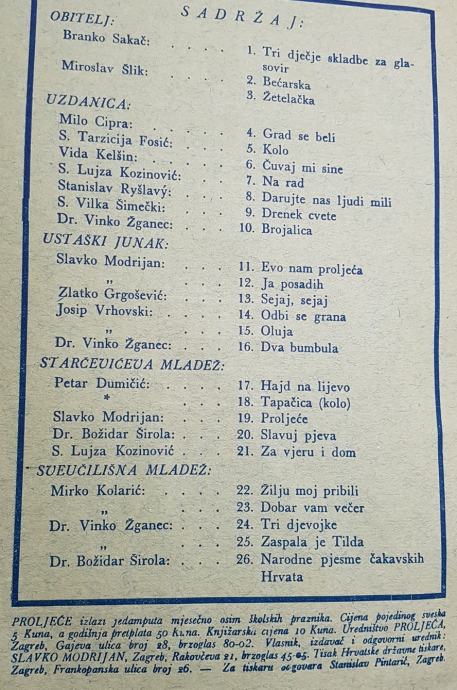 SADRŽAJ:
OBITELJ:
Branko Sakač: . . . . 1. Tri dječje skladbe za gla-
sovir
Miroslav Šlik: . . . . 2. Bećarska
3. Žetelačka
UZDANICA:
Milo Cipra: . . . . . 4. Grad se beli
S. Tarzicija Fosić: . . . 5. Kolo
Vida Kelšin: . . . . 6. Čuvaj mi sine
S. Lujza Kozinović: . . . 7. Na rad
Stanislav Ryšlavý: . . . 8. Darujte nas ljudi mili
S. Vilka Šimečki: . . . 9. Drenek cvete
Dr. Vinko Žganec: . . . 10. Brojalica
USTAŠKI JUNAK:
Slavko Modrijan: . . . 11. Evo nam proljeća
„ . . . 12. Ja posadih
Zlatko Grgošević: . . . 13. Sejaj, sejaj
Josip Vrhovski: . . . 14. Odbi se grana
„ . . . 15. Oluja
Dr. Vinko Žganec: . . . 16. Dva bumbula
STARČEVIĆEVA MLADEŽ:
Petar Dumičić: . . . . 17. Hajd na lijevo
* . . . . 18. Tapačica (kolo)
Slavko Modrijan: . . . 19. Proljeće
Dr. Božidar Širola: . . . 20. Slavuj pjeva
S. Lujza Kozinović . . . 21. Za vjeru i dom
SVEUČILIŠNA MLADEŽ:
Mirko Kolarić: . . . . 22. Žilju moj pribili
„ . . . 23. Dobar vam večer
Dr. Vinko Žganec: . . . 24. Tri djevojke
„ . . . 25. Zaspala je Tilda
Dr. Božidar Širola: . . . 26. Narodne pjesme čakavskih
Hrvata
PROLJEĆE izlazi jedamputa mjesečno osim školskih praznika. Cijena pojedinog sveska
5 Kuna, a godišnja pretplata 50 Kuna. Knjižarska cijena 10 Kuna. Uredništvo PROLJEĆA,
Zagreb, Gajeva ulica broj 28, brzoglas 80-02. Vlasnik, izdavač i odgovorni urednik:
SLAVKO MODRIJAN, Zagreb, Rakovčeva 21, brzoglas 45-05. Tisak Hrvatske državne tiskare,
Zagreb, Frankopanska ulica broj 26. — Za tiskaru odgovara Stanislav Pintarić, Zagreb.